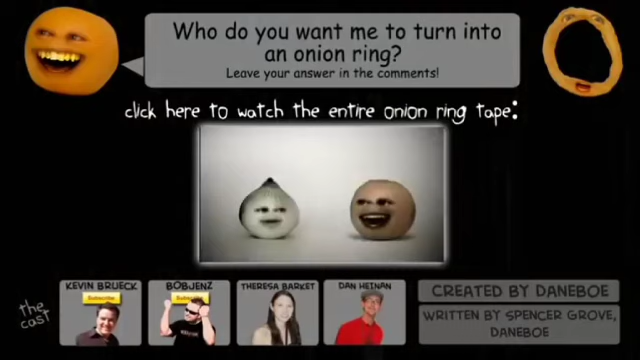 Who do you want me to turn into
an onion ring?
Leave your answer in the comments!
click here to watch the entire onion ring tape:
the
cast
KEVIN BRUECK
Subscribe
BOBJENZ
Subscribe
THERESA BARKET
DAN HEINAN
CREATED BY DANEBOE
WRITTEN BY SPENCER GROVE,
DANEBOE